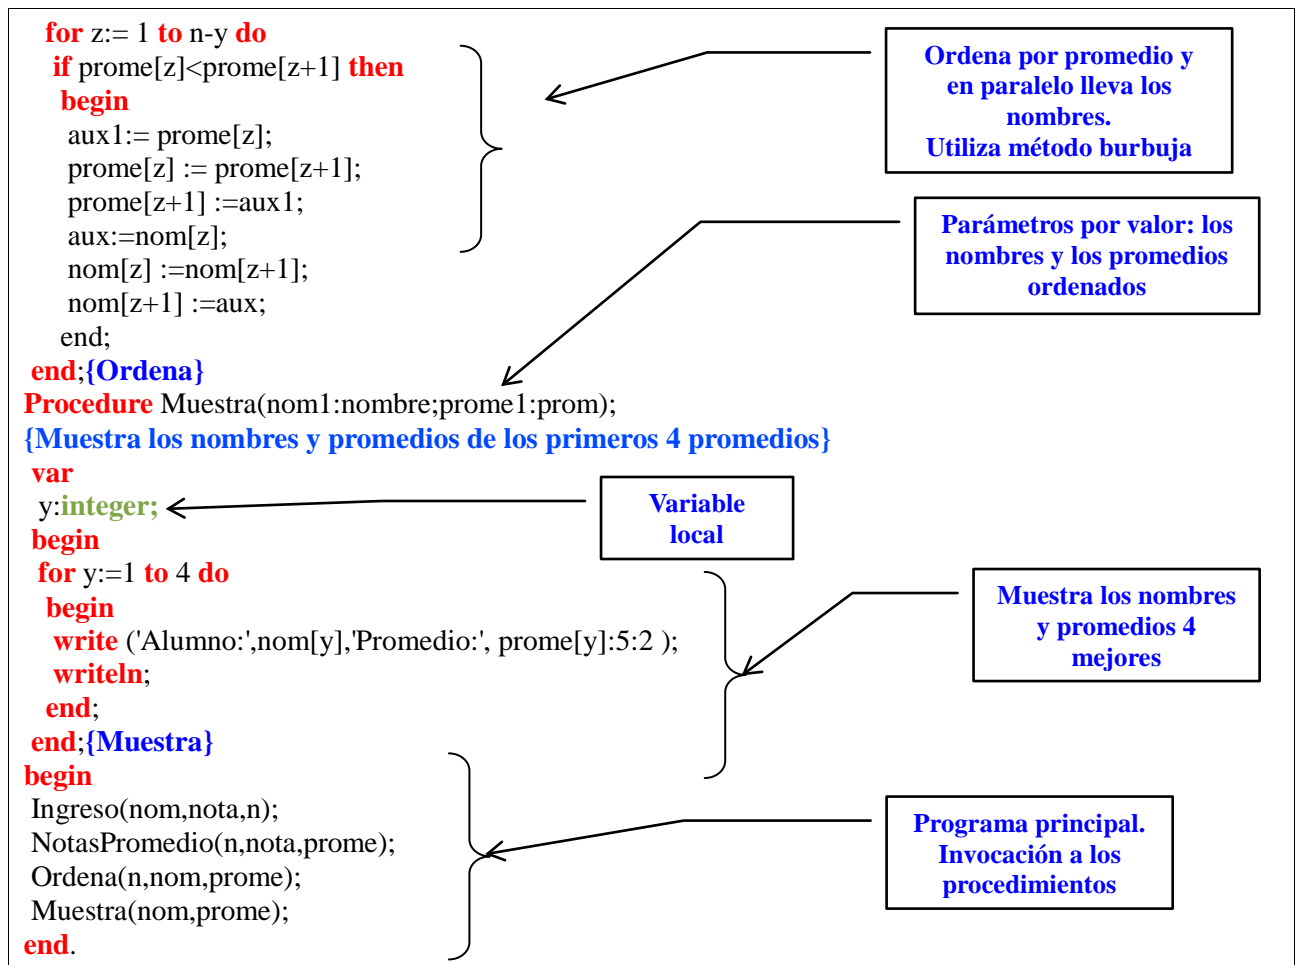 for z:= 1 to n-y do
if prome[z]<prome[z+1] then
begin
aux1:= prome[z];
prome[z] := prome[z+1];
prome[z+1] :=aux1;
aux:=nom[z];
nom[z] :=nom[z+1];
nom[z+1] :=aux;
end;
end;{Ordena}
Procedure Muestra(nom1:nombre;prome1:prom);
{Muestra los nombres y promedios de los primeros 4 promedios}
var
y:integer;
begin
for y:=1 to 4 do
begin
write ('Alumno:',nom[y],'Promedio:', prome[y]:5:2 );
writeln;
end;
end;{Muestra}
begin
Ingreso(nom,nota,n);
NotasPromedio(n,nota,prome);
Ordena(n,nom,prome);
Muestra(nom,prome);
end.
Ordena por promedio y
en paralelo lleva los
nombres.
Utiliza método burbuja
Parámetros por valor: los
nombres y los promedios
ordenados
Variable
local
Muestra los nombres
y promedios 4
mejores
Programa principal.
Invocación a los
procedimientos